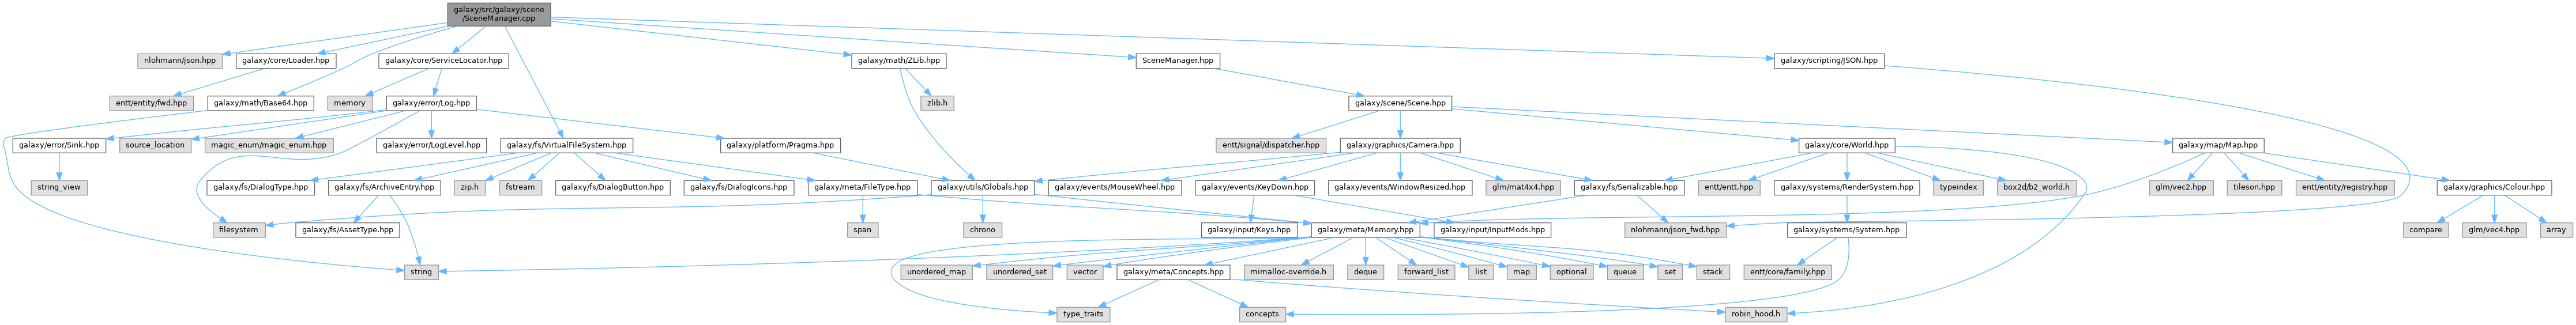 galaxy/src/galaxy/scene
/SceneManager.cpp
nlohmann/json.hpp
galaxy/core/Loader.hpp
galaxy/core/ServiceLocator.hpp
galaxy/math/ZLib.hpp
SceneManager.hpp
galaxy/scripting/JSON.hpp
entt/entity/fwd.hpp
galaxy/math/Base64.hpp
memory
galaxy/error/Log.hpp
zlib.h
galaxy/scene/Scene.hpp
galaxy/error/Sink.hpp
source_location
magic_enum/magic_enum.hpp
galaxy/error/LogLevel.hpp
galaxy/fs/VirtualFileSystem.hpp
galaxy/platform/Pragma.hpp
entt/signal/dispatcher.hpp
galaxy/graphics/Camera.hpp
galaxy/core/World.hpp
galaxy/map/Map.hpp
string_view
galaxy/fs/DialogType.hpp
galaxy/fs/ArchiveEntry.hpp
zip.h
fstream
galaxy/fs/DialogButton.hpp
galaxy/fs/DialogIcons.hpp
galaxy/meta/FileType.hpp
galaxy/utils/Globals.hpp
galaxy/events/MouseWheel.hpp
galaxy/events/KeyDown.hpp
galaxy/events/WindowResized.hpp
glm/mat4x4.hpp
galaxy/fs/Serializable.hpp
entt/entt.hpp
galaxy/systems/RenderSystem.hpp
typeindex
box2d/b2_world.h
glm/vec2.hpp
tileson.hpp
entt/entity/registry.hpp
galaxy/graphics/Colour.hpp
filesystem
galaxy/fs/AssetType.hpp
span
chrono
galaxy/input/Keys.hpp
galaxy/meta/Memory.hpp
galaxy/input/InputMods.hpp
nlohmann/json_fwd.hpp
galaxy/systems/System.hpp
compare
glm/vec4.hpp
array
string
unordered_map
unordered_set
vector
galaxy/meta/Concepts.hpp
mimalloc-override.h
deque
forward_list
list
map
optional
queue
set
stack
entt/core/family.hpp
type_traits
concepts
robin_hood.h